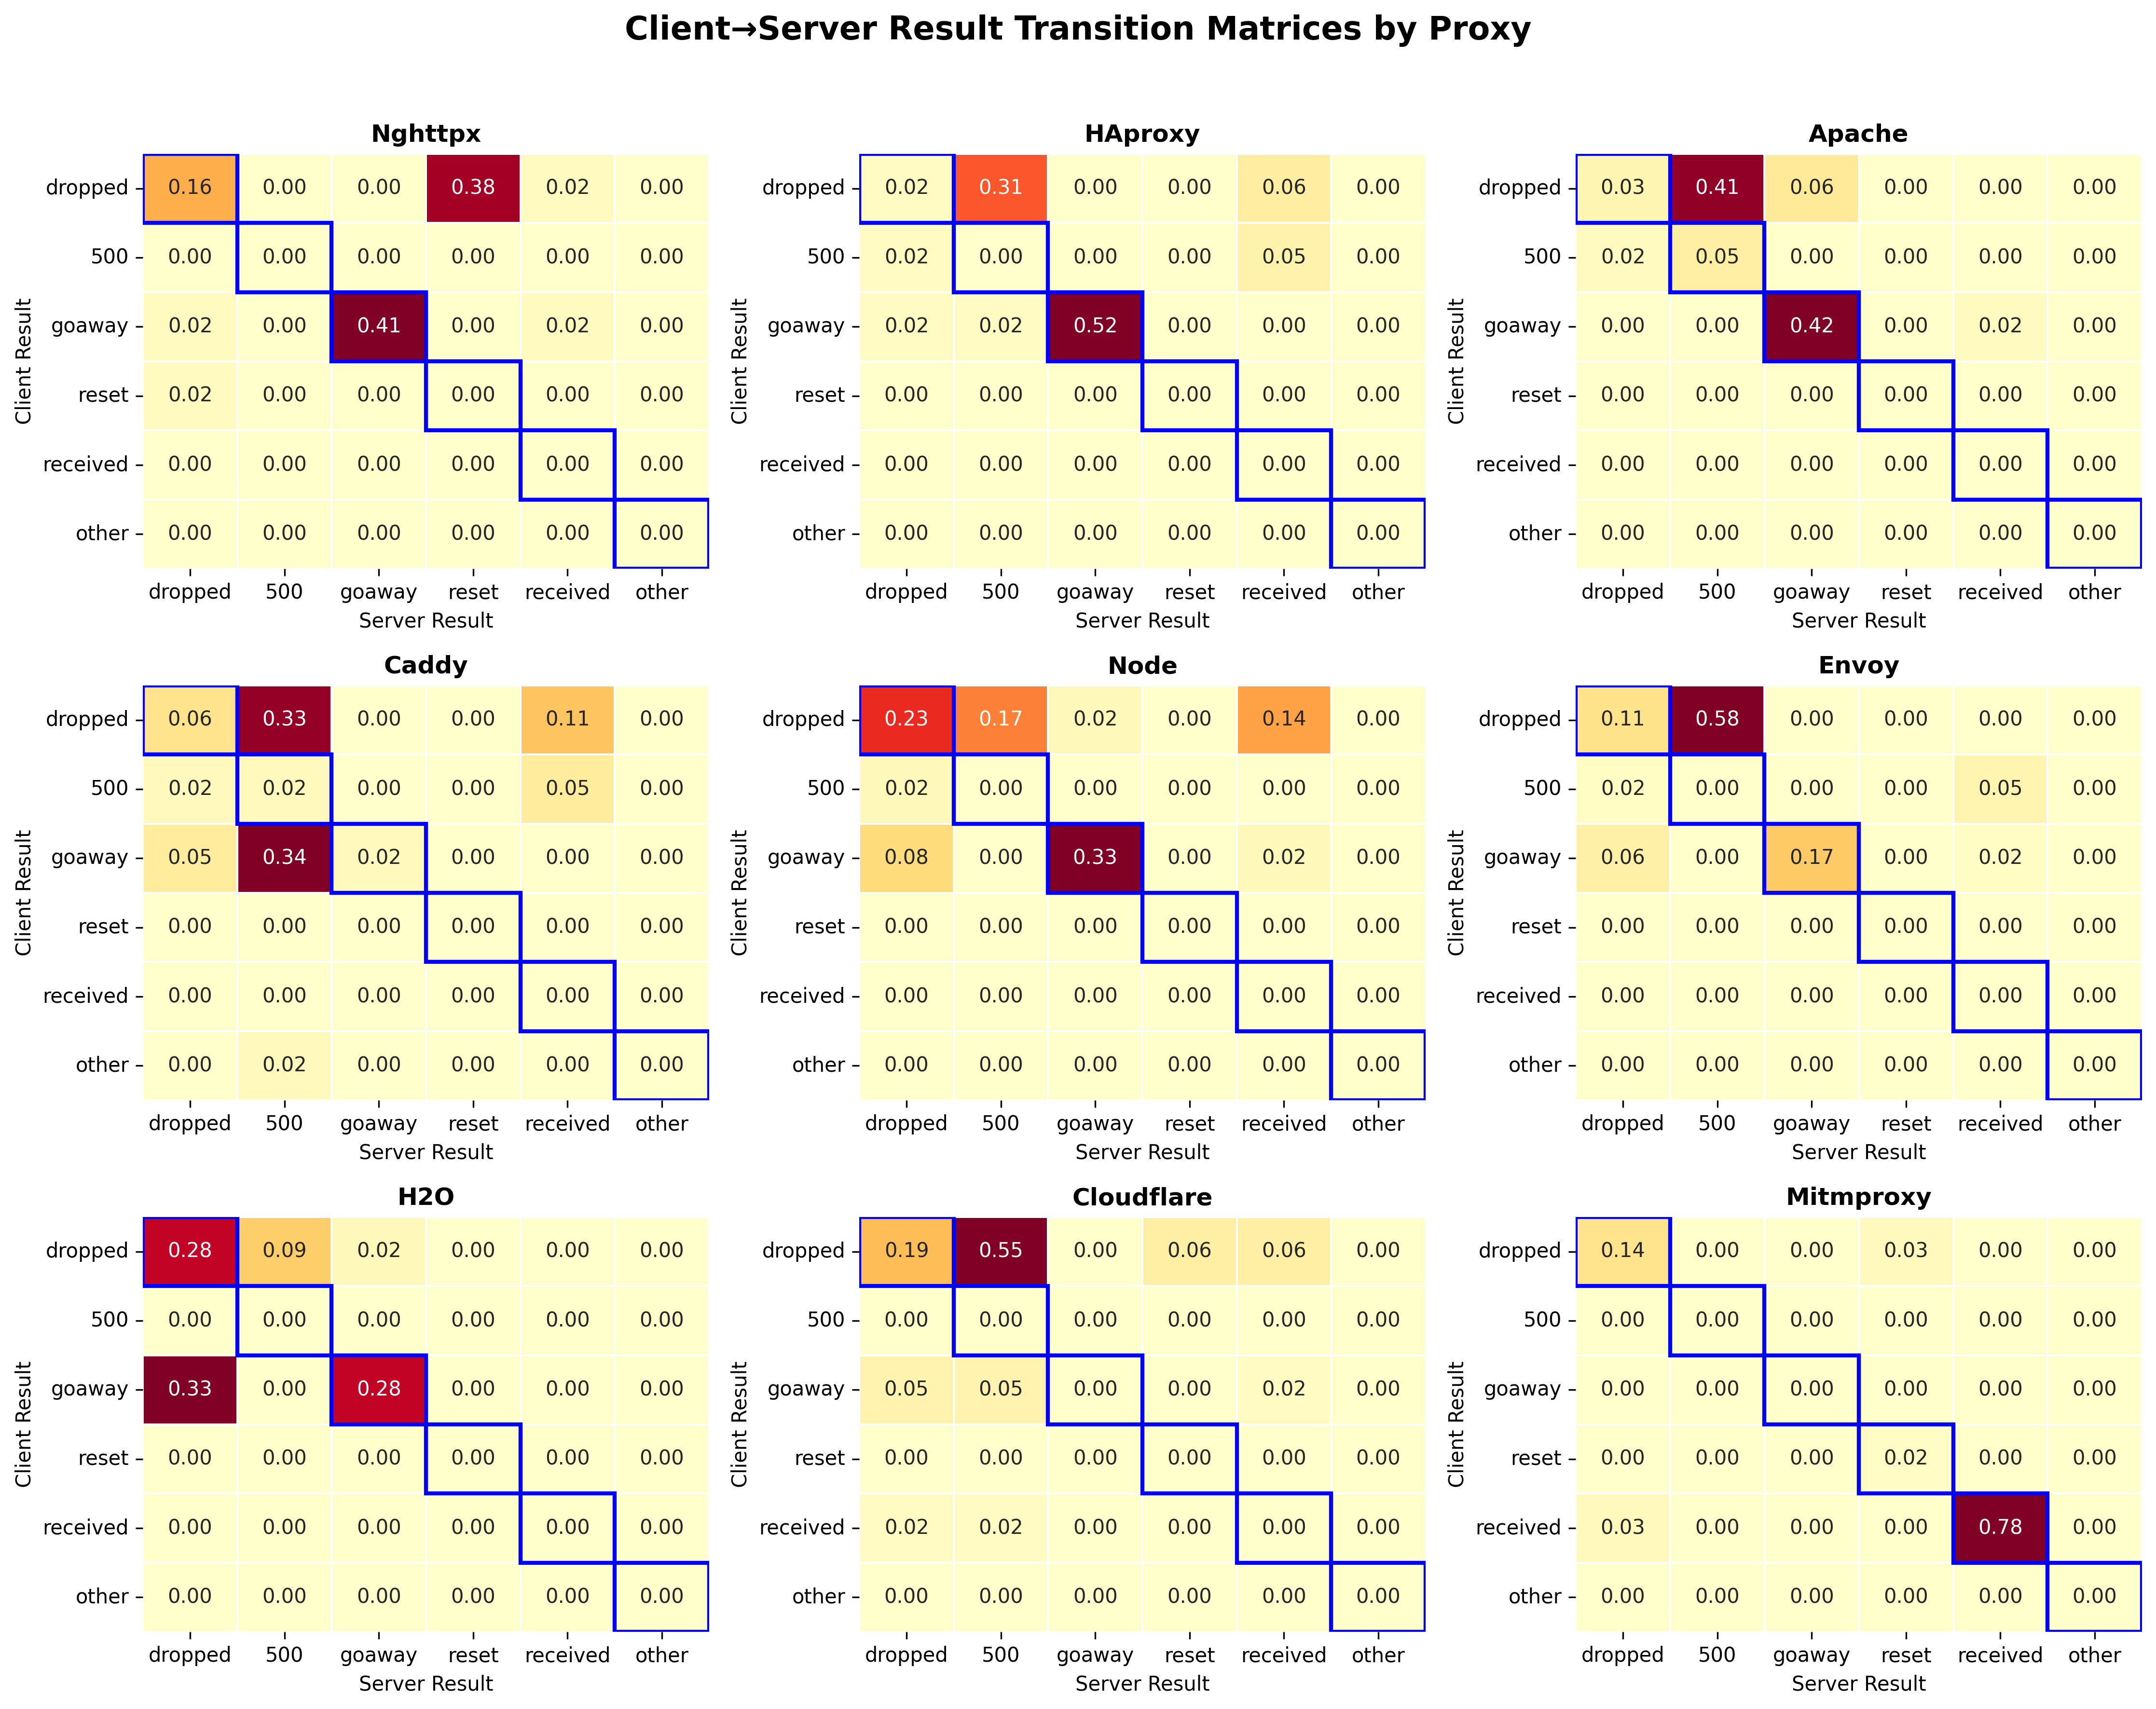 Client→Server Result Transition Matrices by Proxy
Nghttpx
Client Result
dropped 0.16 0.00 0.00 0.38 0.02 0.00
500 0.00 0.00 0.00 0.00 0.00 0.00
goaway 0.02 0.00 0.41 0.00 0.02 0.00
reset 0.02 0.00 0.00 0.00 0.00 0.00
received 0.00 0.00 0.00 0.00 0.00 0.00
other 0.00 0.00 0.00 0.00 0.00 0.00
dropped 500 goaway reset received other
Server Result
HAproxy
Client Result
dropped 0.02 0.31 0.00 0.00 0.06 0.00
500 0.02 0.00 0.00 0.00 0.05 0.00
goaway 0.02 0.02 0.52 0.00 0.00 0.00
reset 0.00 0.00 0.00 0.00 0.00 0.00
received 0.00 0.00 0.00 0.00 0.00 0.00
other 0.00 0.00 0.00 0.00 0.00 0.00
dropped 500 goaway reset received other
Server Result
Apache
Client Result
dropped 0.03 0.41 0.06 0.00 0.00 0.00
500 0.02 0.05 0.00 0.00 0.00 0.00
goaway 0.00 0.00 0.42 0.00 0.02 0.00
reset 0.00 0.00 0.00 0.00 0.00 0.00
received 0.00 0.00 0.00 0.00 0.00 0.00
other 0.00 0.00 0.00 0.00 0.00 0.00
dropped 500 goaway reset received other
Server Result
Caddy
Client Result
dropped 0.06 0.33 0.00 0.00 0.11 0.00
500 0.02 0.02 0.00 0.00 0.05 0.00
goaway 0.05 0.34 0.02 0.00 0.00 0.00
reset 0.00 0.00 0.00 0.00 0.00 0.00
received 0.00 0.00 0.00 0.00 0.00 0.00
other 0.00 0.02 0.00 0.00 0.00 0.00
dropped 500 goaway reset received other
Server Result
Node
Client Result
dropped 0.23 0.17 0.02 0.00 0.14 0.00
500 0.02 0.00 0.00 0.00 0.00 0.00
goaway 0.08 0.00 0.33 0.00 0.02 0.00
reset 0.00 0.00 0.00 0.00 0.00 0.00
received 0.00 0.00 0.00 0.00 0.00 0.00
other 0.00 0.00 0.00 0.00 0.00 0.00
dropped 500 goaway reset received other
Server Result
Envoy
Client Result
dropped 0.11 0.58 0.00 0.00 0.00 0.00
500 0.02 0.00 0.00 0.00 0.05 0.00
goaway 0.06 0.00 0.17 0.00 0.02 0.00
reset 0.00 0.00 0.00 0.00 0.00 0.00
received 0.00 0.00 0.00 0.00 0.00 0.00
other 0.00 0.00 0.00 0.00 0.00 0.00
dropped 500 goaway reset received other
Server Result
H2O
Client Result
dropped 0.28 0.09 0.02 0.00 0.00 0.00
500 0.00 0.00 0.00 0.00 0.00 0.00
goaway 0.33 0.00 0.28 0.00 0.00 0.00
reset 0.00 0.00 0.00 0.00 0.00 0.00
received 0.00 0.00 0.00 0.00 0.00 0.00
other 0.00 0.00 0.00 0.00 0.00 0.00
dropped 500 goaway reset received other
Server Result
Cloudflare
Client Result
dropped 0.19 0.55 0.00 0.06 0.06 0.00
500 0.00 0.00 0.00 0.00 0.00 0.00
goaway 0.05 0.05 0.00 0.00 0.02 0.00
reset 0.00 0.00 0.00 0.00 0.00 0.00
received 0.02 0.02 0.00 0.00 0.00 0.00
other 0.00 0.00 0.00 0.00 0.00 0.00
dropped 500 goaway reset received other
Server Result
Mitmproxy
Client Result
dropped 0.14 0.00 0.00 0.03 0.00 0.00
500 0.00 0.00 0.00 0.00 0.00 0.00
goaway 0.00 0.00 0.00 0.00 0.00 0.00
reset 0.00 0.00 0.00 0.02 0.00 0.00
received 0.03 0.00 0.00 0.00 0.78 0.00
other 0.00 0.00 0.00 0.00 0.00 0.00
dropped 500 goaway reset received other
Server Result